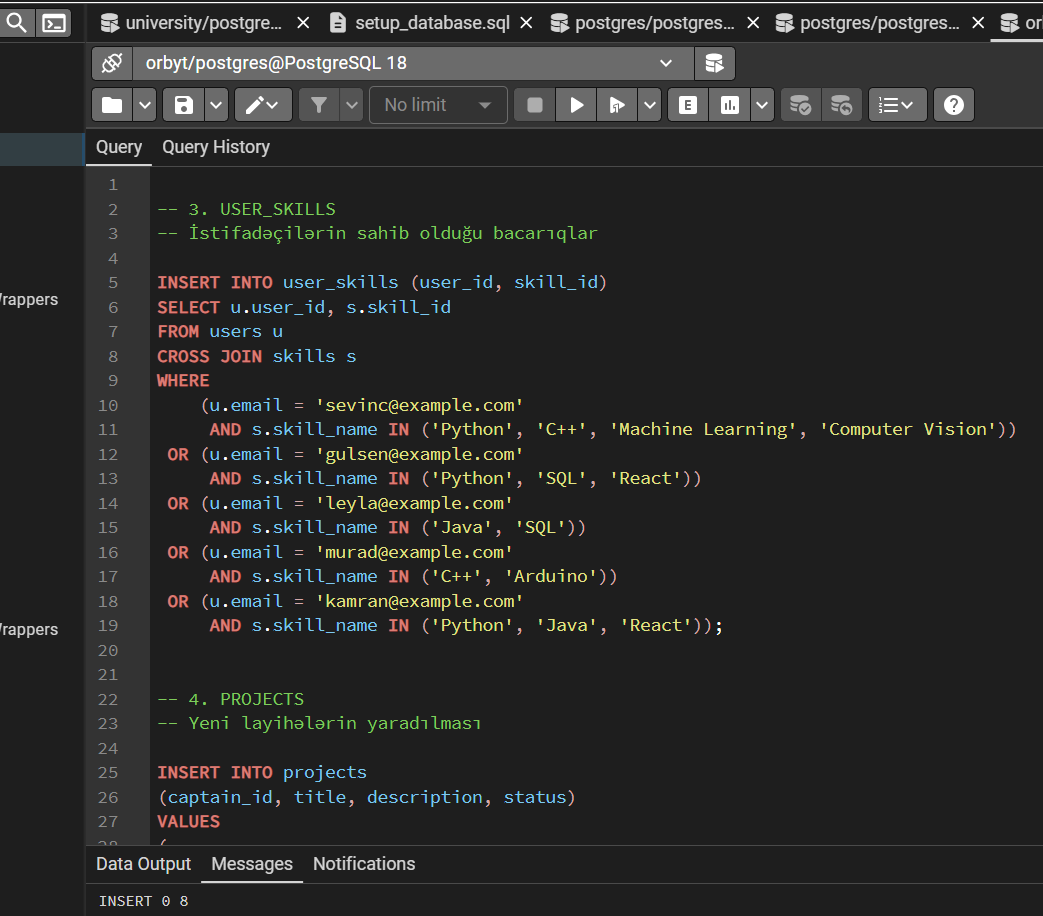 university/postgre...
setup_database.sql
postgres/postgres...
postgres/postgres...
orbyt/postgres@PostgreSQL 18
No limit
E
Query
Query History
1
2 -- 3. USER_SKILLS
3 -- İstifadəçilərin sahib olduğu bacarıqlar
4
5 INSERT INTO user_skills (user_id, skill_id)
6 SELECT u.user_id, s.skill_id
7 FROM users u
8 CROSS JOIN skills s
9 WHERE
10 (u.email = 'sevinc@example.com'
11 AND s.skill_name IN ('Python', 'C++', 'Machine Learning', 'Computer Vision'))
12 OR (u.email = 'gulsen@example.com'
13 AND s.skill_name IN ('Python', 'SQL', 'React'))
14 OR (u.email = 'leyla@example.com'
15 AND s.skill_name IN ('Java', 'SQL'))
16 OR (u.email = 'murad@example.com'
17 AND s.skill_name IN ('C++', 'Arduino'))
18 OR (u.email = 'kamran@example.com'
19 AND s.skill_name IN ('Python', 'Java', 'React'));
20
21
22 -- 4. PROJECTS
23 -- Yeni layihələrin yaradılması
24
25 INSERT INTO projects
26 (captain_id, title, description, status)
27 VALUES
Data Output
Messages
Notifications
INSERT 0 8